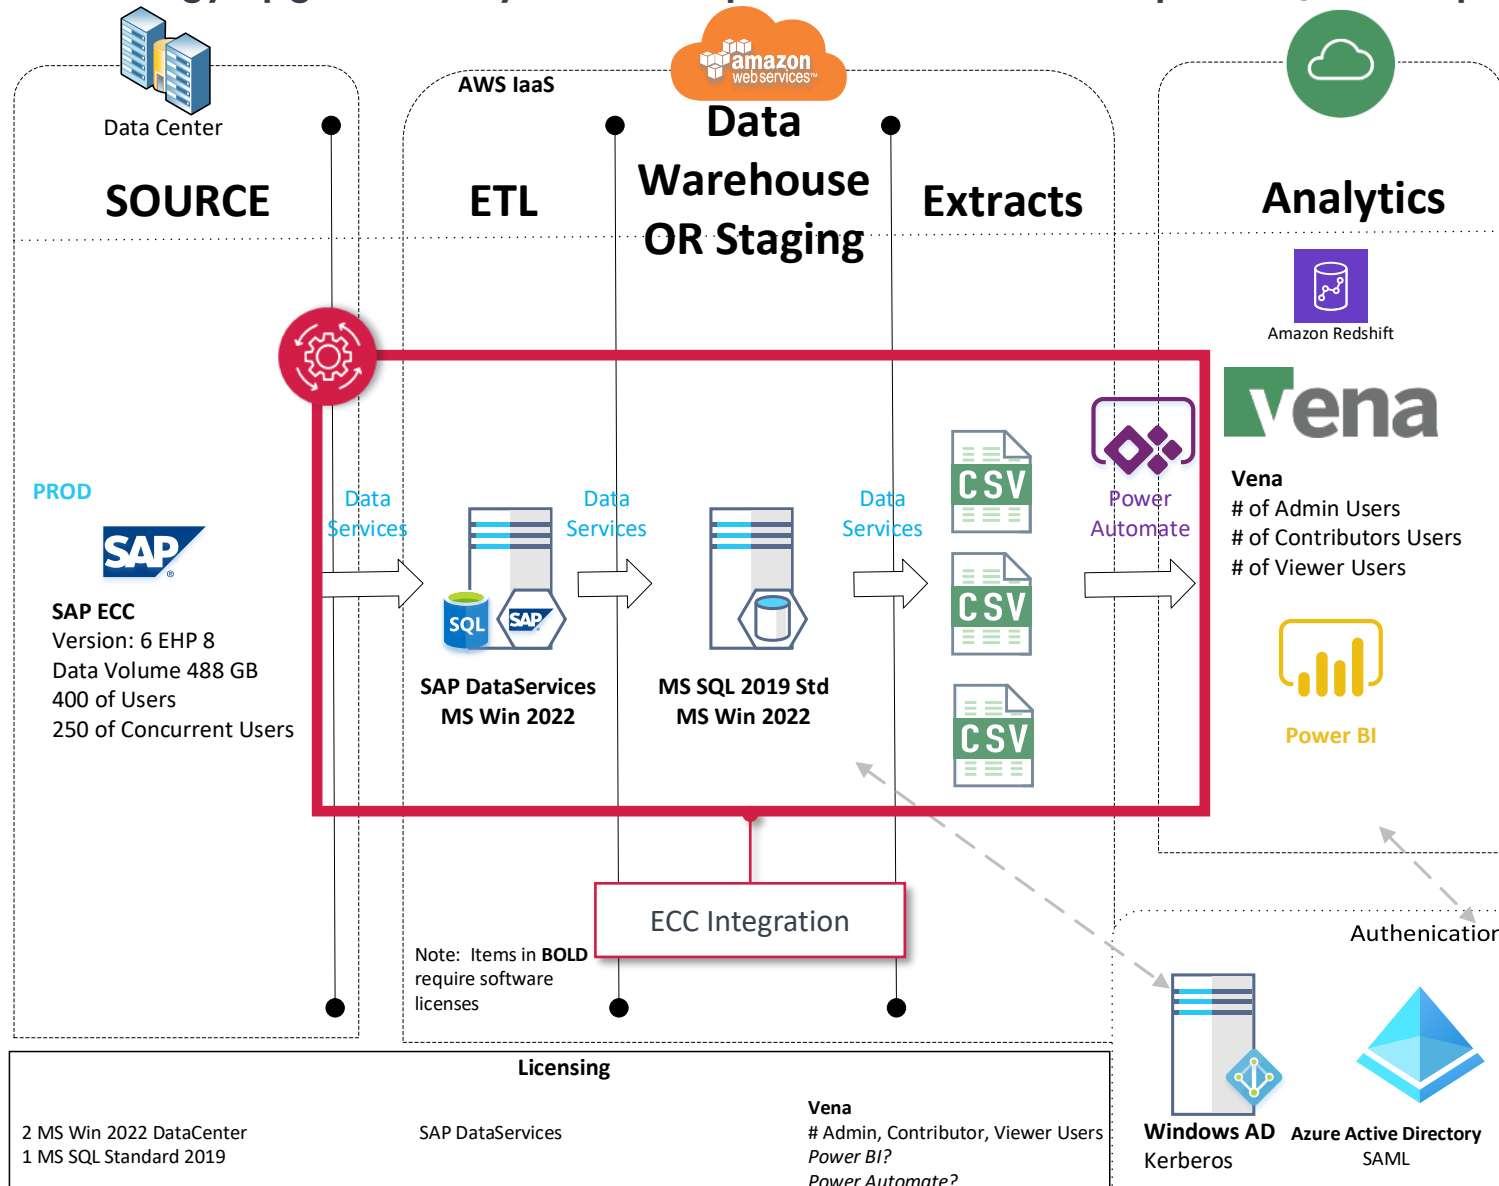 amazon
webservices™
AWS IaaS
Data Center
SOURCE
ETL
Data
Warehouse
OR Staging
Extracts
Analytics
Amazon Redshift
vena
PROD
SAP
SAP ECC
Version: 6 EHP 8
Data Volume 488 GB
400 of Users
250 of Concurrent Users
Data
Services
SQL
SAP
SAP DataServices
MS Win 2022
Data
Services
MS SQL 2019 Std
MS Win 2022
Data
Services
CSV
CSV
CSV
Power
Automate
Vena
# of Admin Users
# of Contributors Users
# of Viewer Users
Power BI
ECC Integration
Note: Items in BOLD
require software
licenses
Authenication
Windows AD
Kerberos
Azure Active Directory
SAML
Licensing
2 MS Win 2022 DataCenter
1 MS SQL Standard 2019
SAP DataServices
Vena
# Admin, Contributor, Viewer Users
Power BI?
Power Automate?